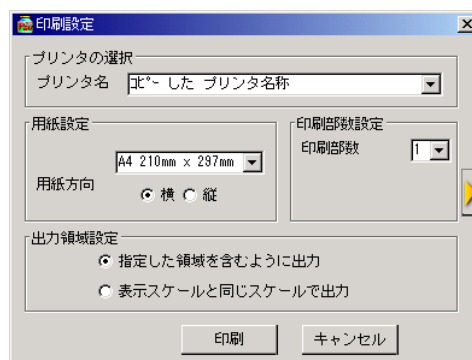 印刷設定
プリンタの選択
プリンタ名 ｺﾋﾟｰ した プリンタ名称
用紙設定
A4 210mm x 297mm
用紙方向
横 縦
印刷部数設定
印刷部数 1
出力領域設定
指定した領域を含むように出力
表示スケールと同じスケールで出力
印刷 キャンセル